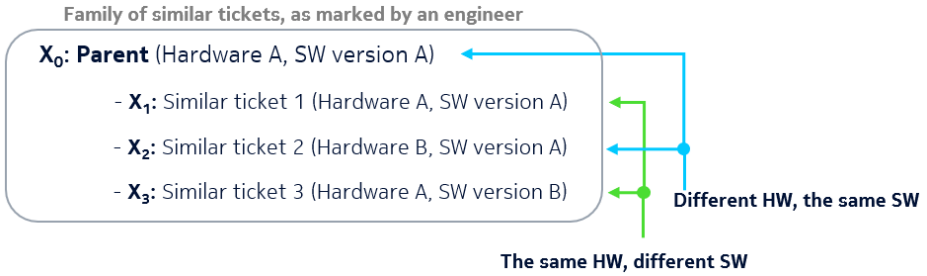 Family of similar tickets, as marked by an engineer
X₀: Parent (Hardware A, SW version A)
- X₁: Similar ticket 1 (Hardware A, SW version A)
- X₂: Similar ticket 2 (Hardware B, SW version A)
- X₃: Similar ticket 3 (Hardware A, SW version B)
Different HW, the same SW
The same HW, different SW